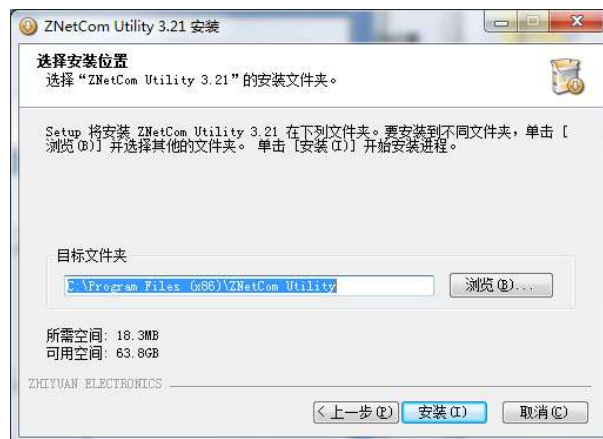 ZNetCom Utility 3.21 安装
选择安装位置
选择“ZNetCom Utility 3.21”的安装文件夹。
Setup 将安装 ZNetCom Utility 3.21 在下列文件夹。要安装到不同文件夹，单击 [
浏览(B)] 并选择其他的文件夹。 单击 [安装(I)] 开始安装进程。
目标文件夹
C:\Program Files (x86)\ZNetCom Utility
浏览(B)...
所需空间: 18.3MB
可用空间: 63.8GB
ZHIYUAN ELECTRONICS
< 上一步(P)
安装(I)
取消(C)